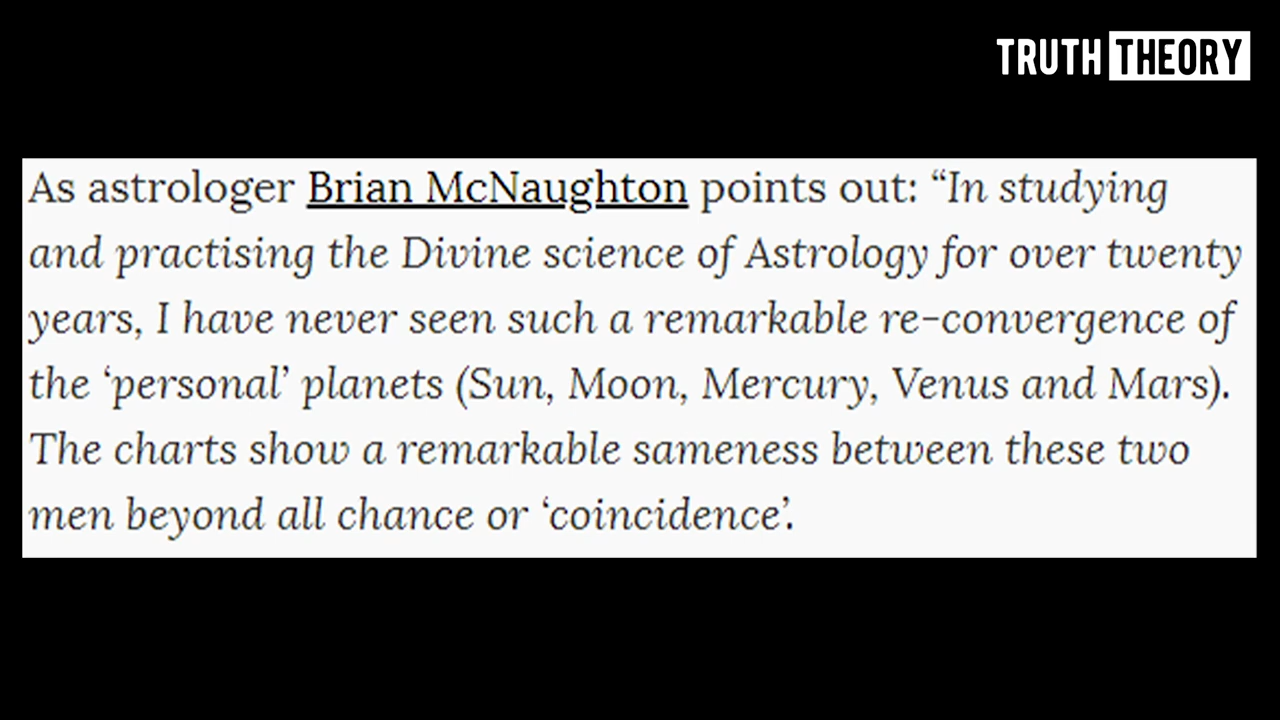 TRUTH THEORY
As astrologer Brian McNaughton points out: “In studying
and practising the Divine science of Astrology for over twenty
years, I have never seen such a remarkable re-convergence of
the ‘personal’ planets (Sun, Moon, Mercury, Venus and Mars).
The charts show a remarkable sameness between these two
men beyond all chance or ‘coincidence’.